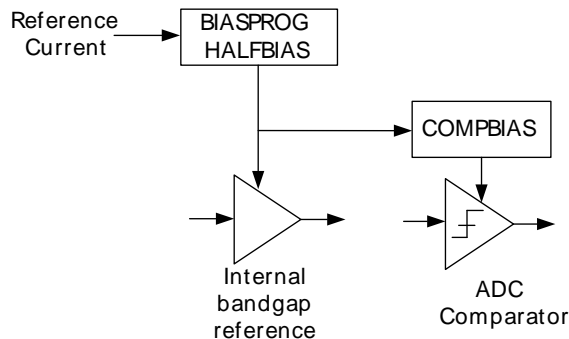 Reference
Current
BIASPROG
HALFBIAS
COMPBIAS
Internal
bandgap
reference
ADC
Comparator